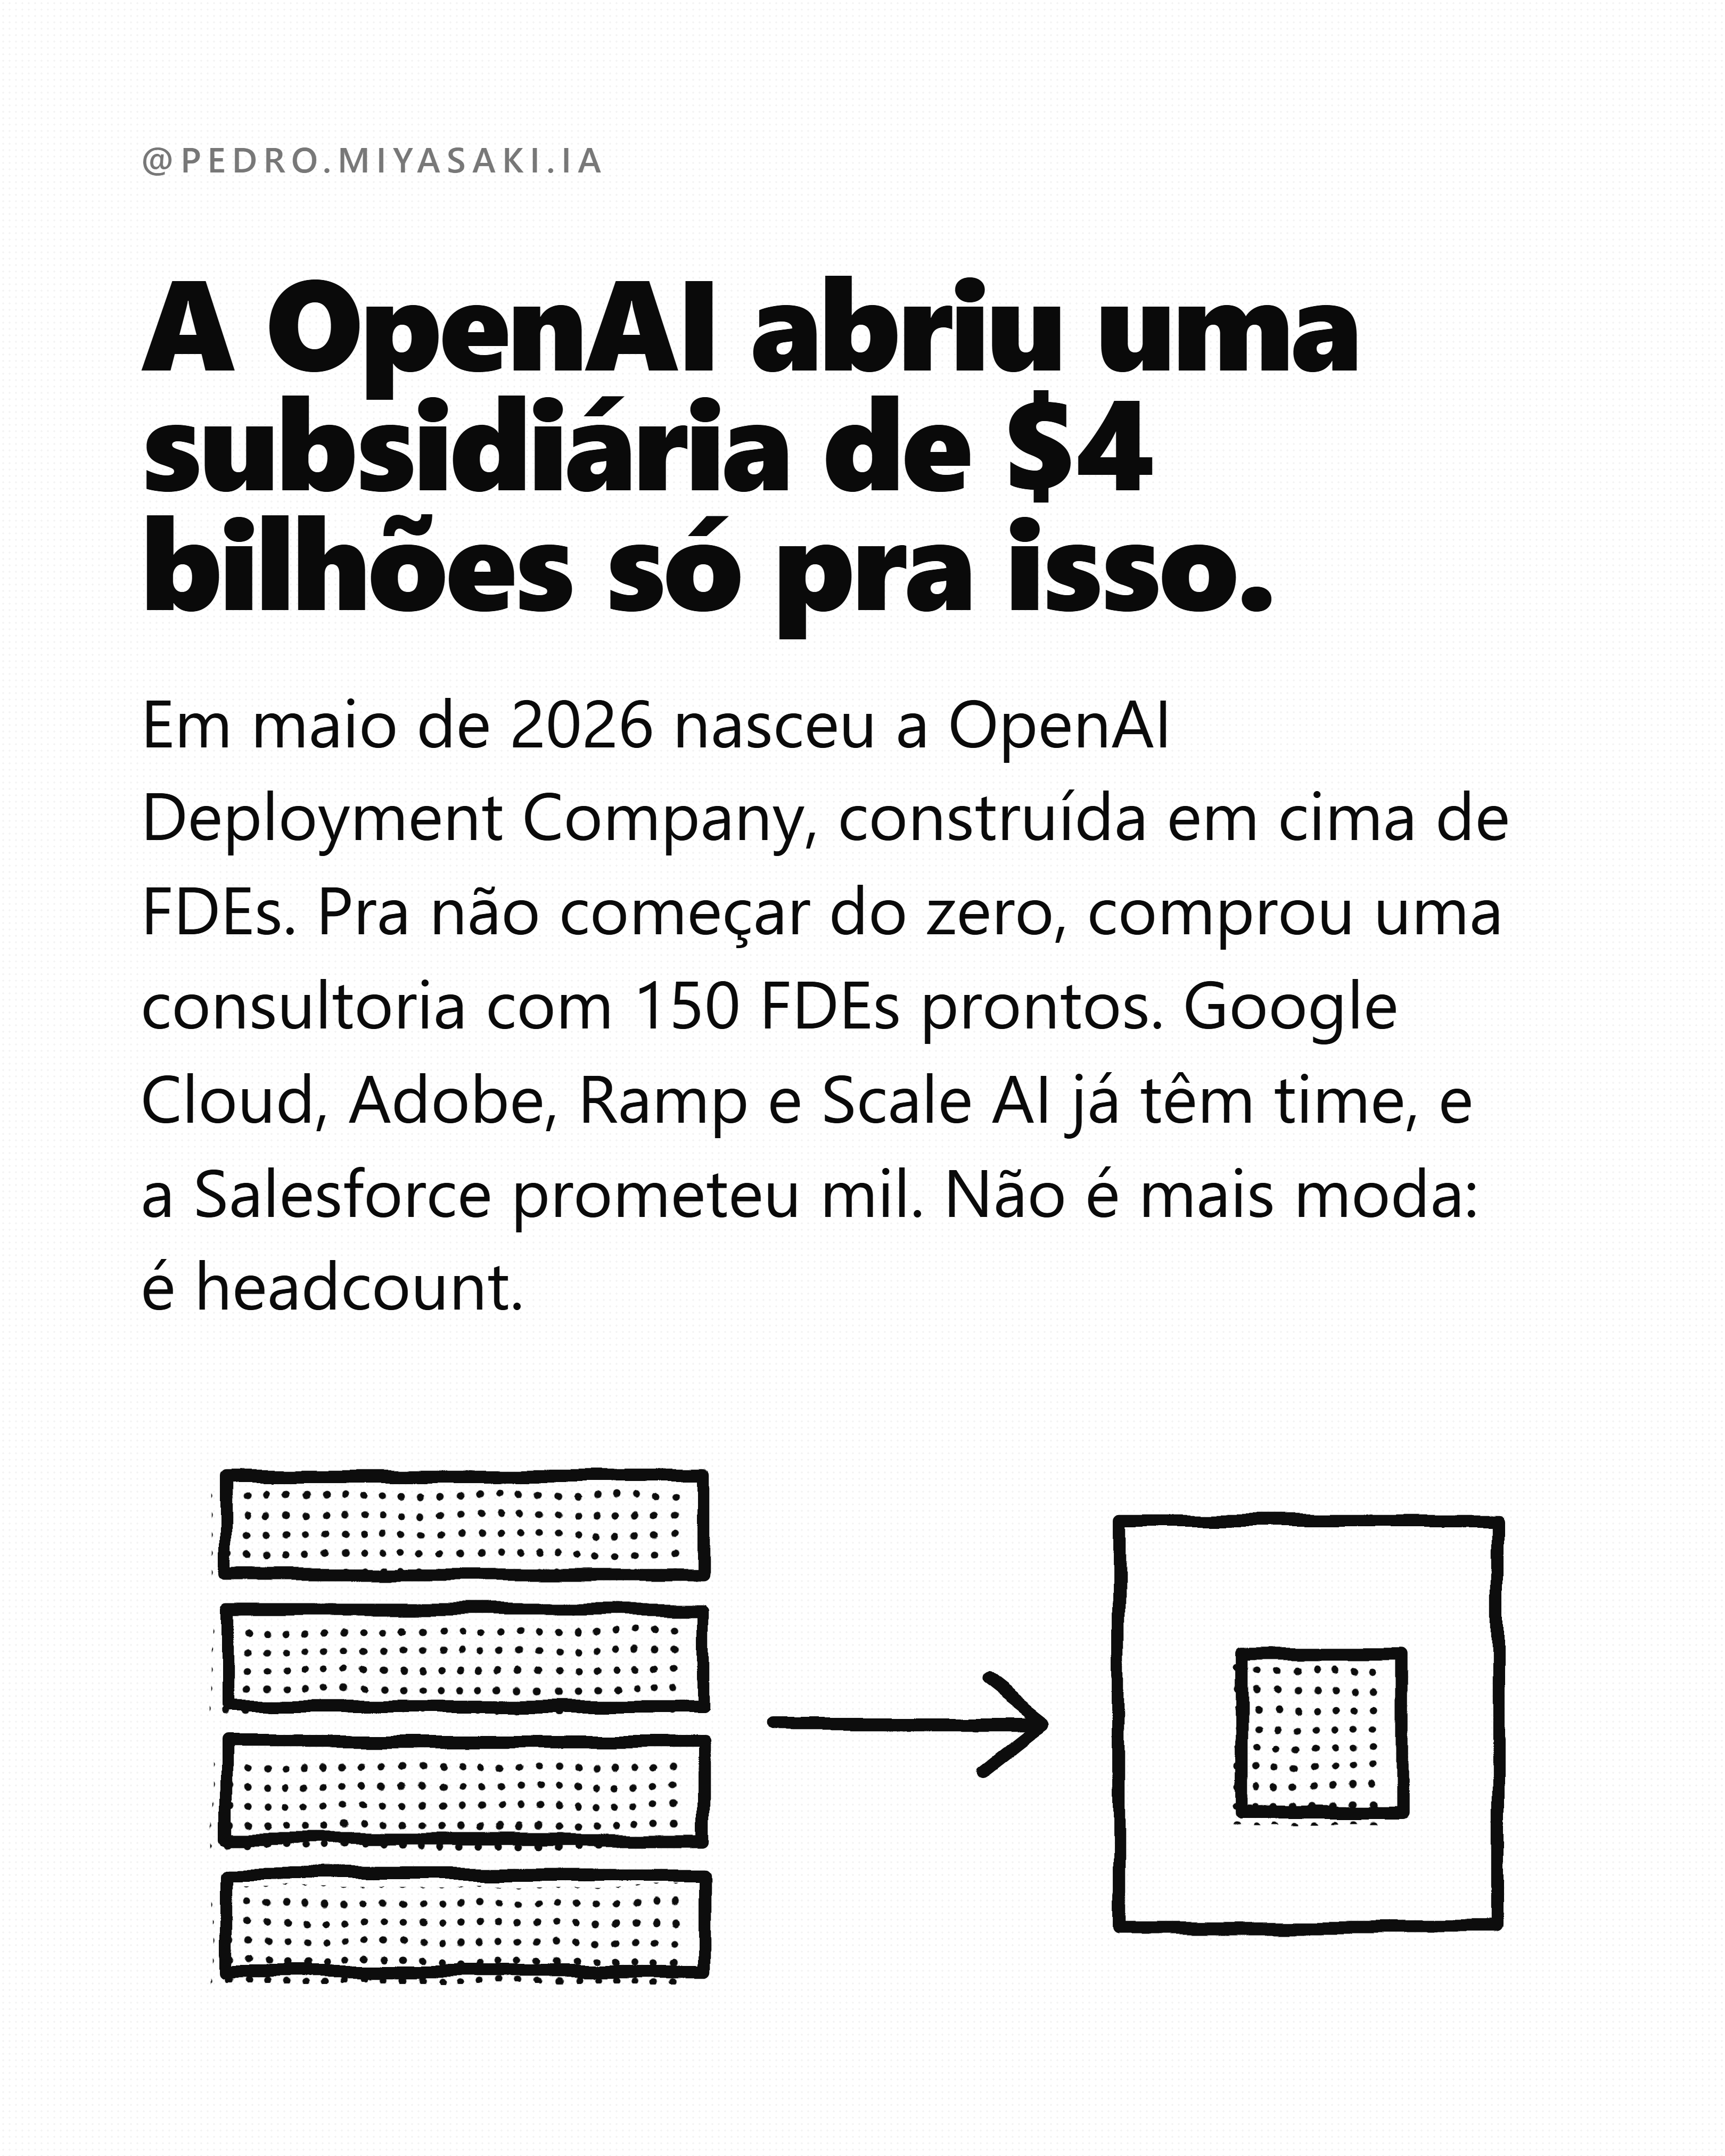 @PEDRO.MIYASAKI.IA
A OpenAI abriu uma
subsidiária de $4
bilhões só pra isso.
Em maio de 2026 nasceu a OpenAI
Deployment Company, construída em cima de
FDEs. Pra não começar do zero, comprou uma
consultoria com 150 FDEs prontos. Google
Cloud, Adobe, Ramp e Scale AI já têm time, e
a Salesforce prometeu mil. Não é mais moda:
é headcount.